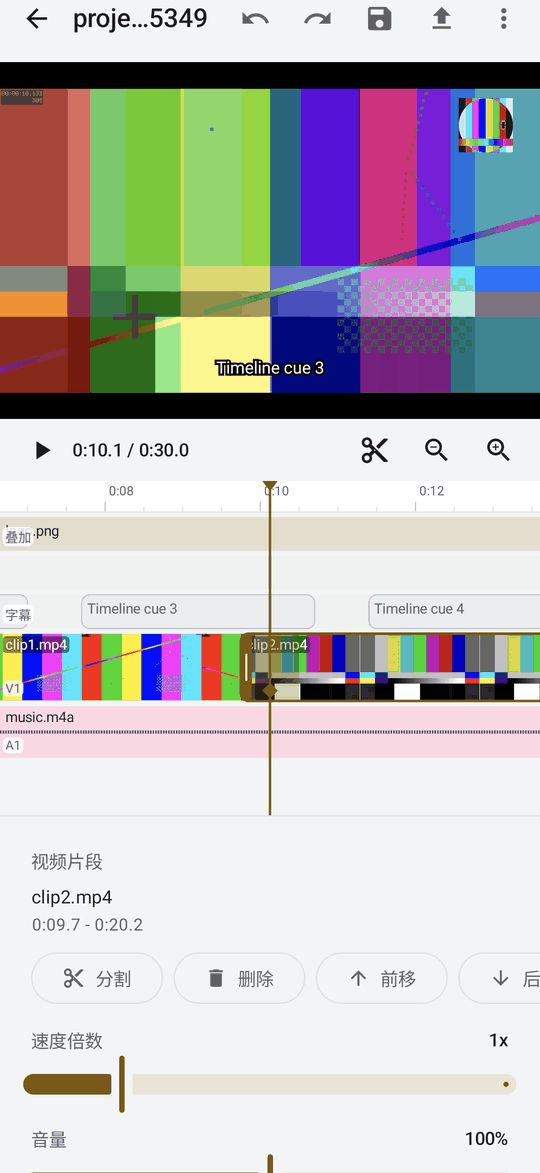 proje...5349
00:00:10.133
Timeline cue 3
0:10.1 / 0:30.0
0:08
0:10
0:12
.png
叠加
字幕
Timeline cue 3
Timeline cue 4
clip1.mp4
clip2.mp4
V1
music.m4a
A1
视频片段
clip2.mp4
0:09.7 - 0:20.2
分割
删除
前移
后
速度倍数
1x
音量
100%